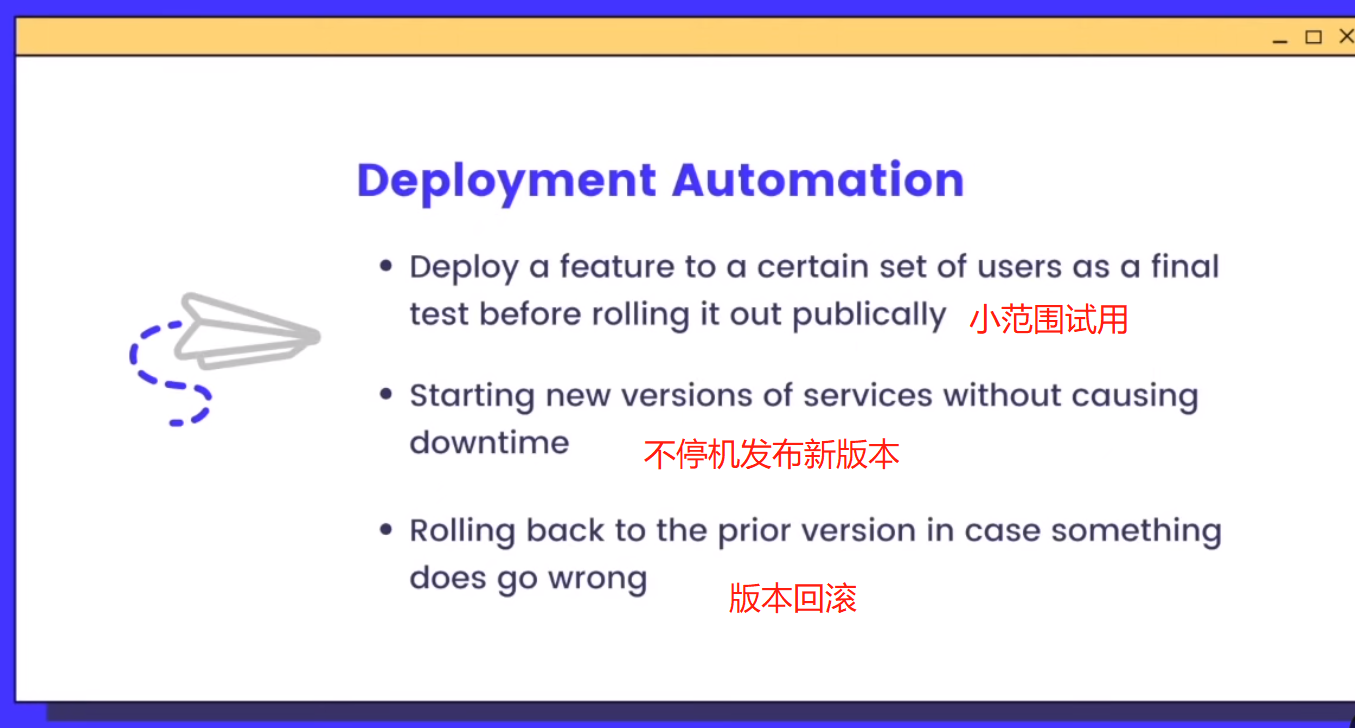 Deployment Automation
• Deploy a feature to a certain set of users as a final
test before rolling it out publically 小范围试用
• Starting new versions of services without causing
downtime 不停机发布新版本
• Rolling back to the prior version in case something
does go wrong 版本回滚